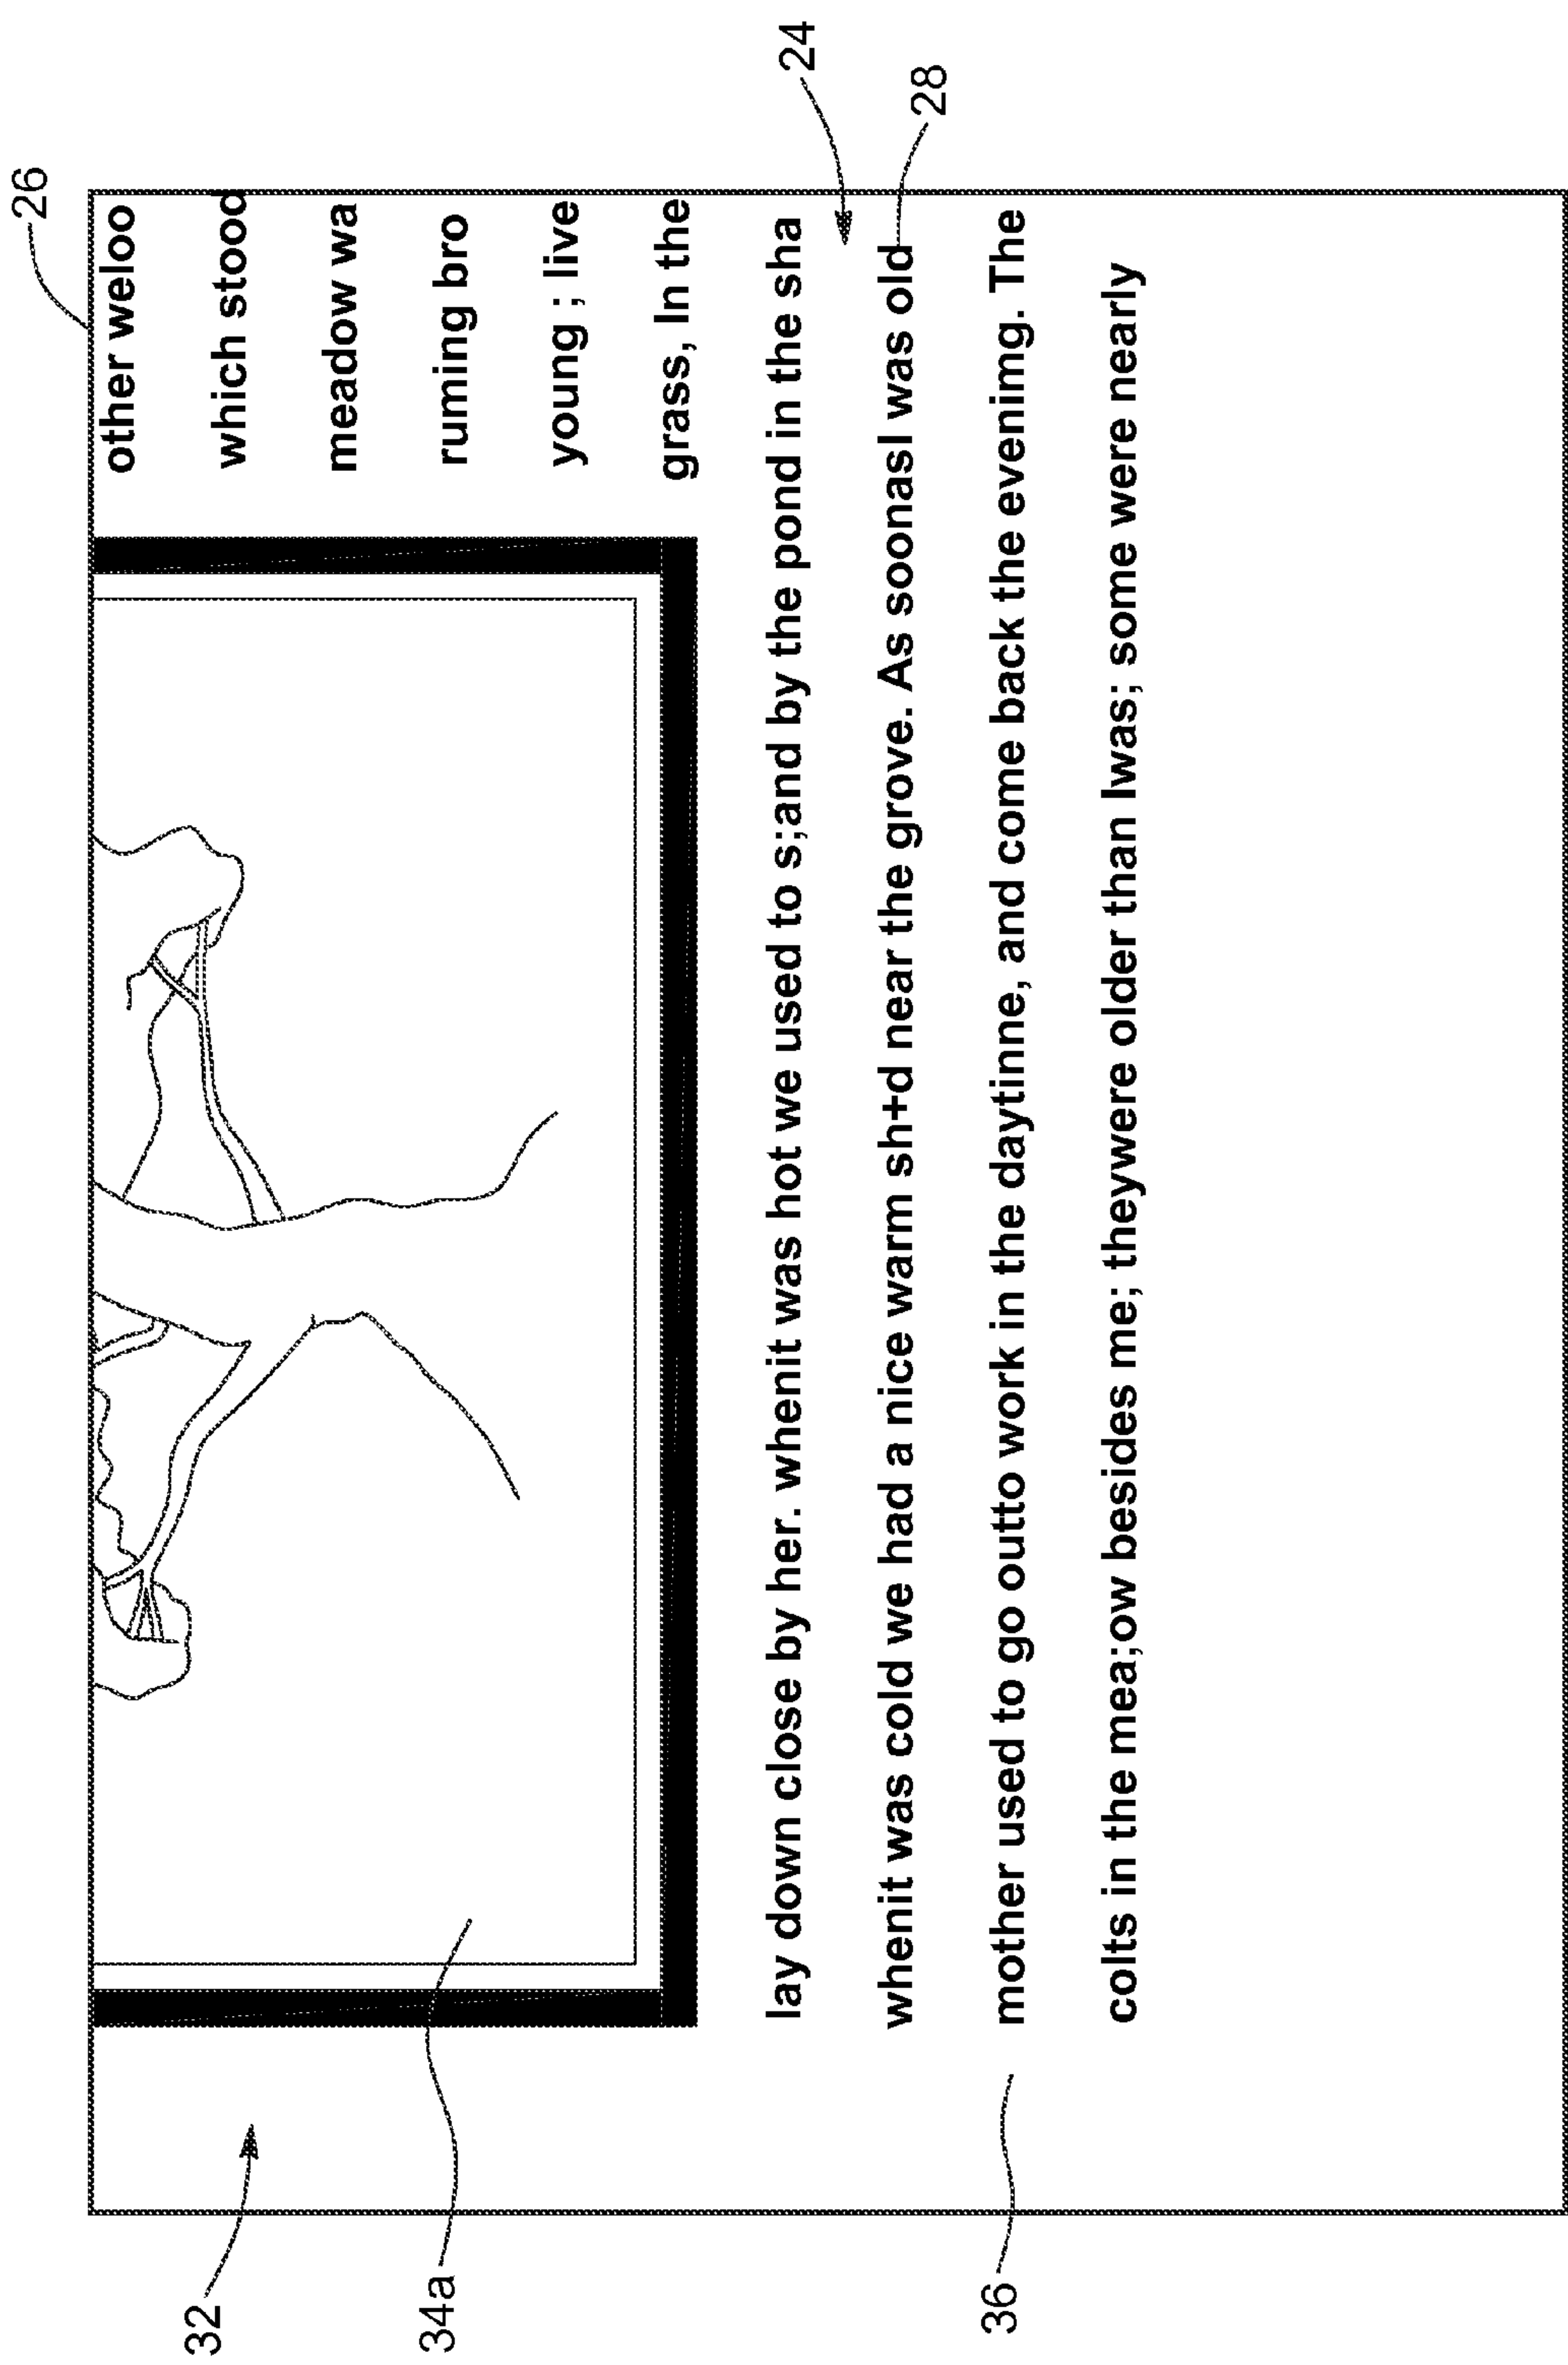 26
other weloo
which stood
meadow wa
ruming bro
young ; live
grass, In the
lay down close by her. whenit was hot we used to s;and by the pond in the sha
24
whenit was cold we had a nice warm sh+d near the grove. As soonasI was old
28
mother used to go outto work in the daytinne, and come back the evenimg. The
colts in the mea;ow besides me; theywere older than Iwas; some were nearly
32
34a
36